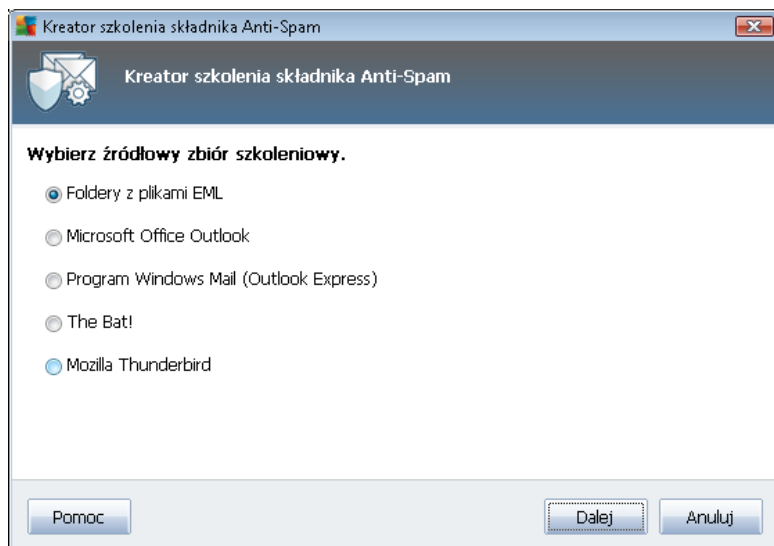 Kreator szkolenia składnika Anti-Spam
Kreator szkolenia składnika Anti-Spam
Wybierz źródłowy zbiór szkoleniowy.
Foldery z plikami EML
Microsoft Office Outlook
Program Windows Mail (Outlook Express)
The Bat!
Mozilla Thunderbird
Pomoc Dalej Anuluj